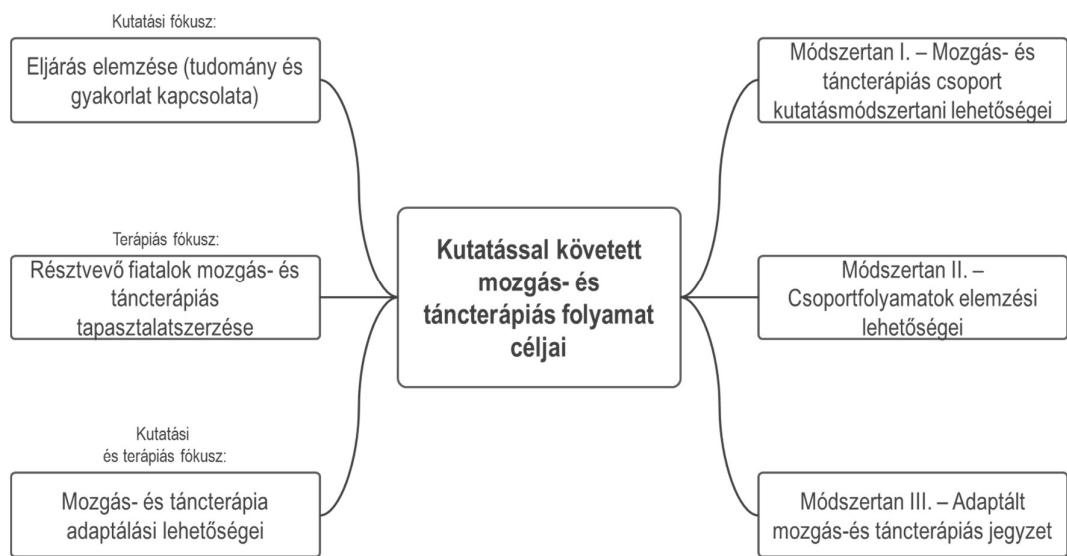 Kutatási fókusz:
Eljárás elemzése (tudomány és
gyakorlat kapcsolata)
Terápiás fókusz:
Résztvevő fiatalok mozgás- és
táncterápiás
tapasztalatszerzése
Kutatási
és terápiás fókusz:
Mozgás- és táncterápia
adaptálási lehetőségei
Kutatással követett
mozgás- és
táncterápiás folyamat
céljai
Módszertan I. – Mozgás- és
táncterápiás csoport
kutatásmódszertani lehetőségei
Módszertan II. –
Csoportfolyamatok elemzési
lehetőségei
Módszertan III. – Adaptált
mozgás-és táncterápiás jegyzet